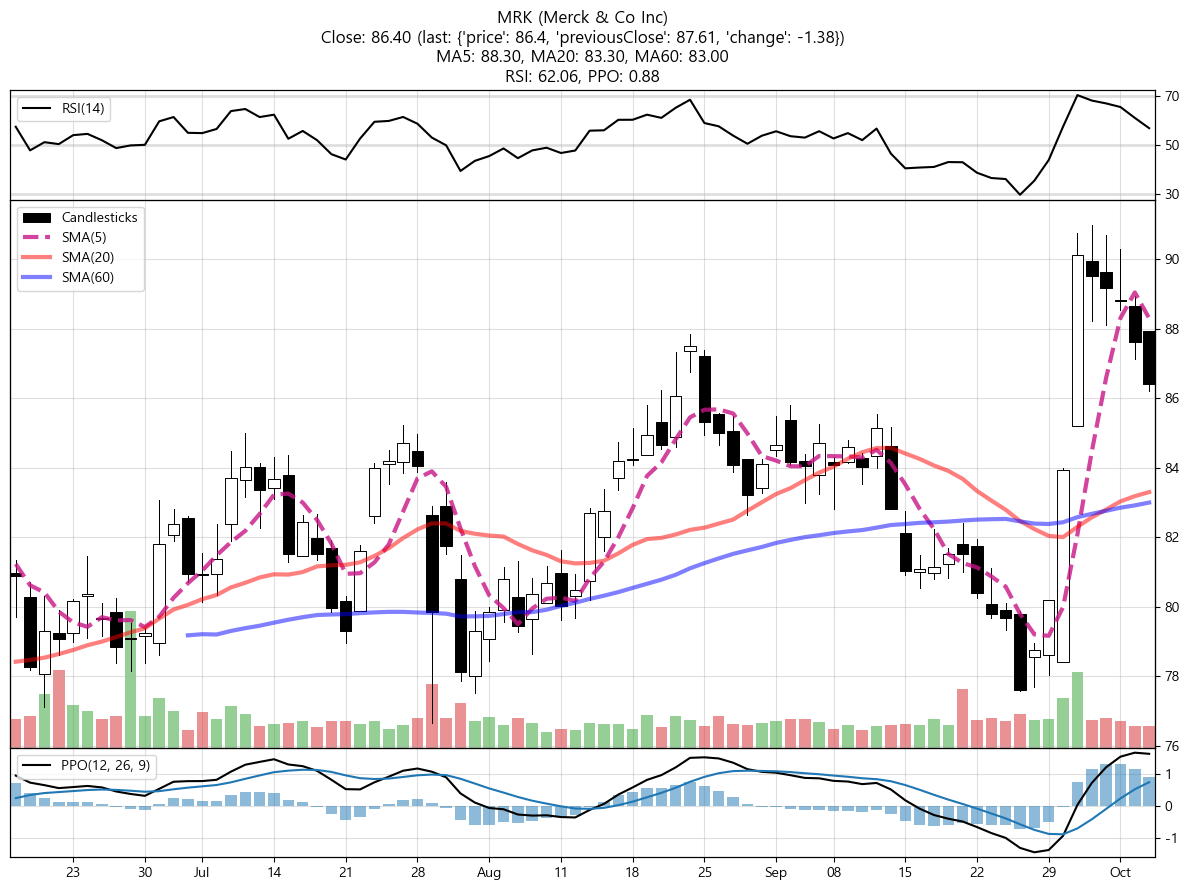 MRK (Merck & Co Inc)
Close: 86.40 (last: {'price': 86.4, 'previousClose': 87.61, 'change': -1.38})
MA5: 88.30, MA20: 83.30, MA60: 83.00
RSI: 62.06, PPO: 0.88
RSI(14)
70
50
30
Candlesticks
SMA(5)
SMA(20)
SMA(60)
90
88
86
84
82
80
78
76
PPO(12, 26, 9)
1
0
-1
23 30 Jul 14 21 28 Aug 11 18 25 Sep 08 15 22 29 Oct